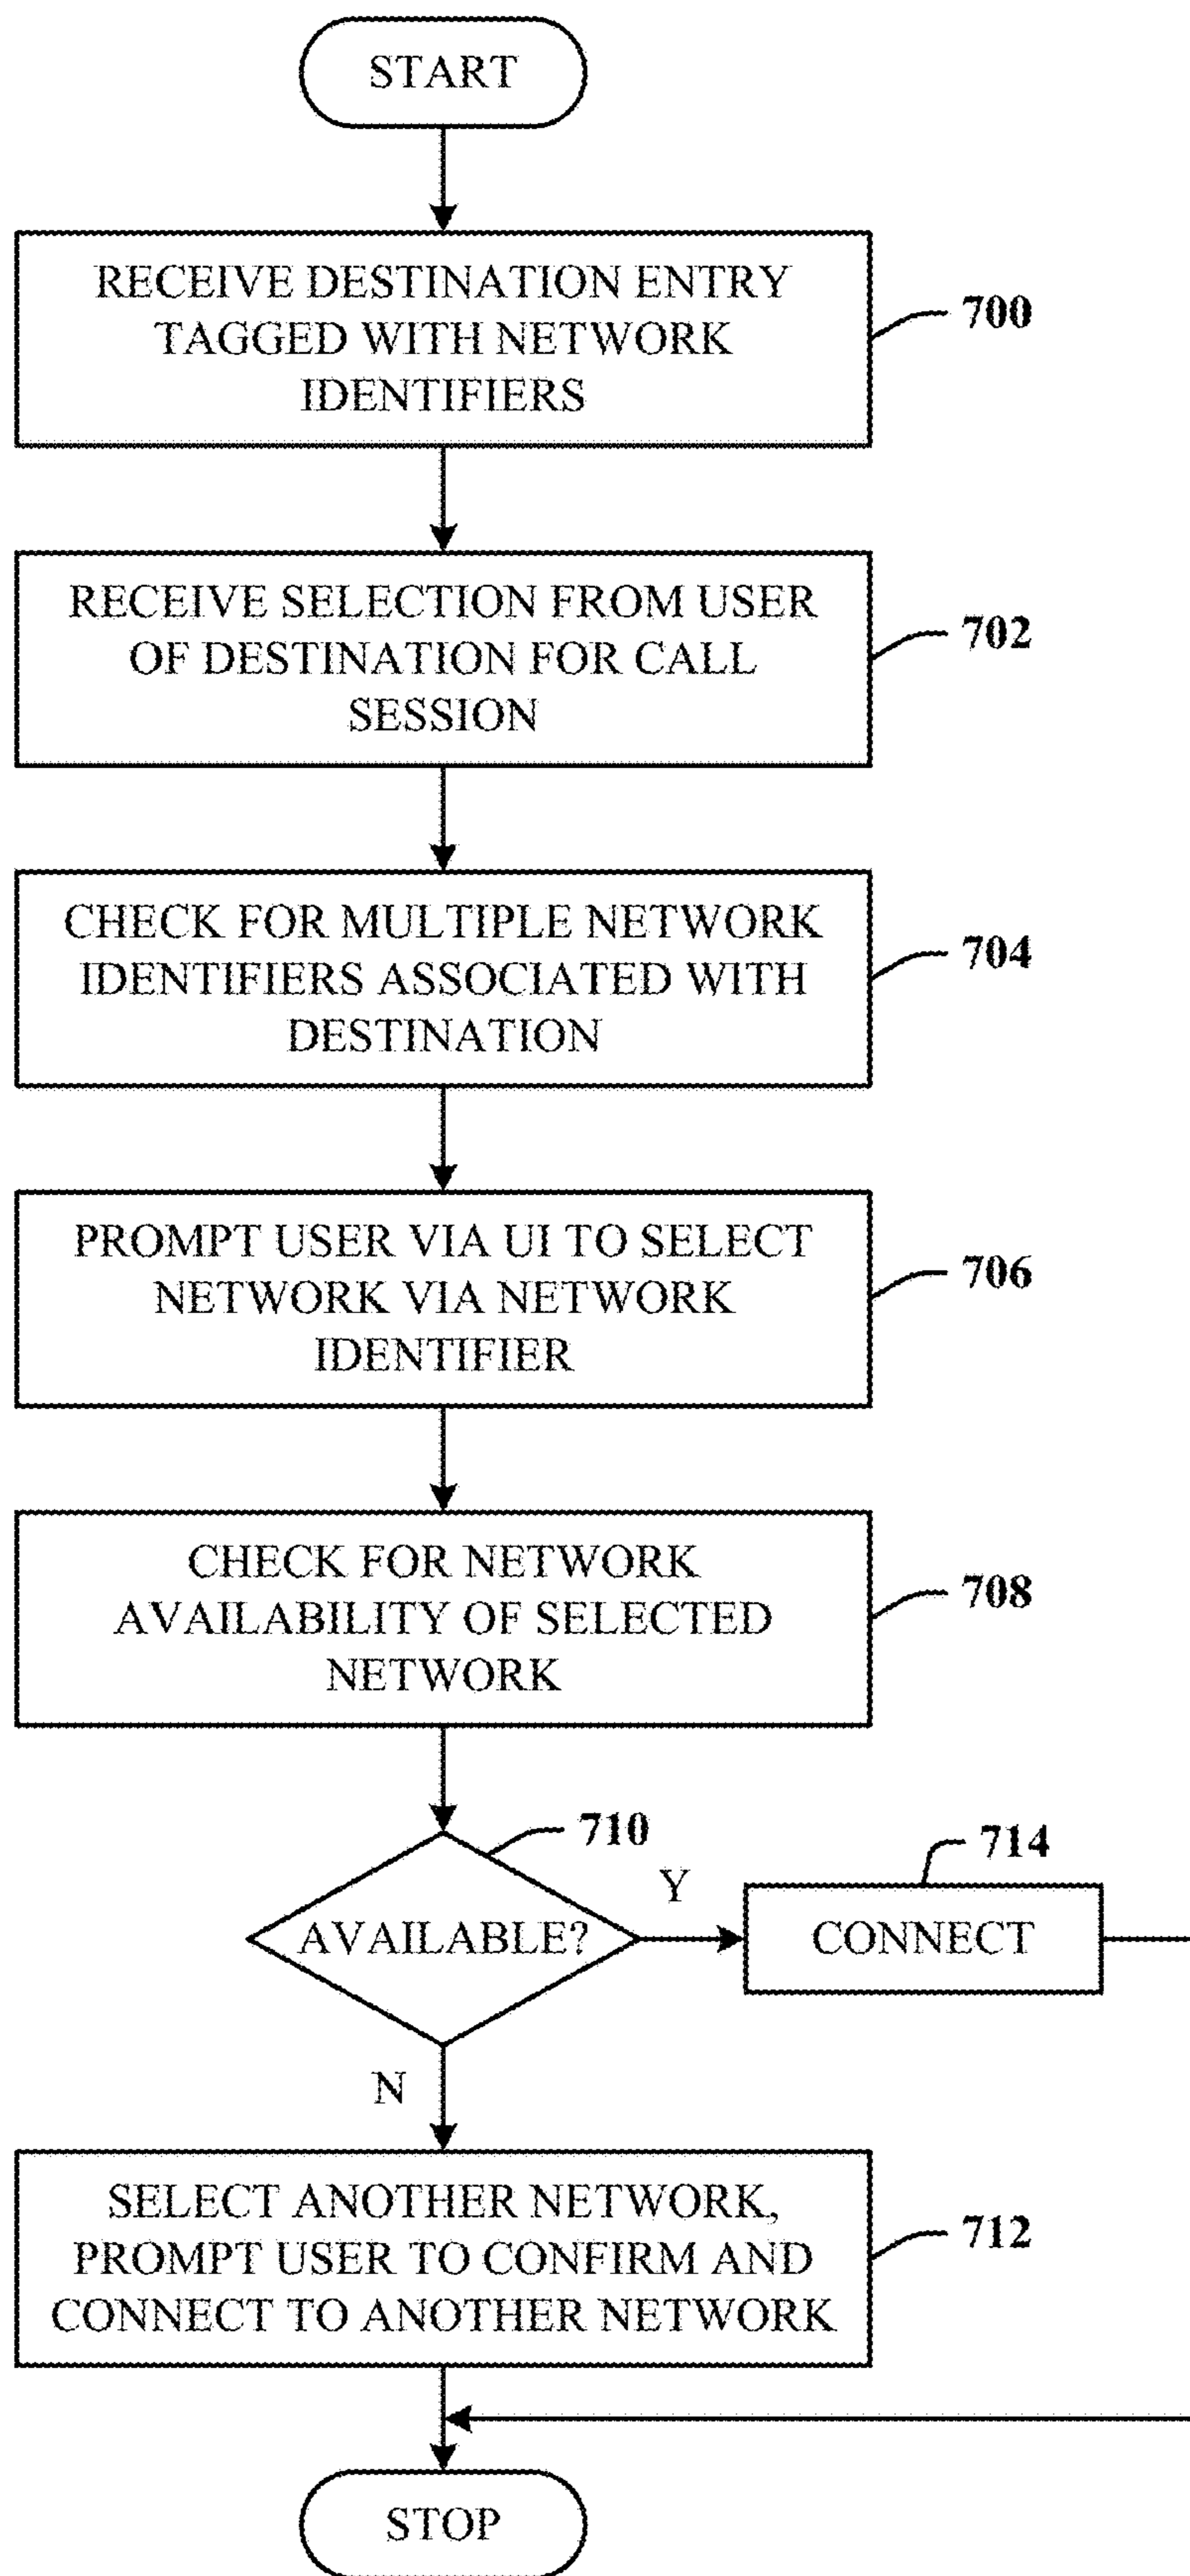 START
RECEIVE DESTINATION ENTRY
TAGGED WITH NETWORK
IDENTIFIERS
700
RECEIVE SELECTION FROM USER
OF DESTINATION FOR CALL
SESSION
702
CHECK FOR MULTIPLE NETWORK
IDENTIFIERS ASSOCIATED WITH
DESTINATION
704
PROMPT USER VIA UI TO SELECT
NETWORK VIA NETWORK
IDENTIFIER
706
CHECK FOR NETWORK
AVAILABILITY OF SELECTED
NETWORK
708
710
AVAILABLE?
Y
714
CONNECT
N
SELECT ANOTHER NETWORK,
PROMPT USER TO CONFIRM AND
CONNECT TO ANOTHER NETWORK
712
STOP